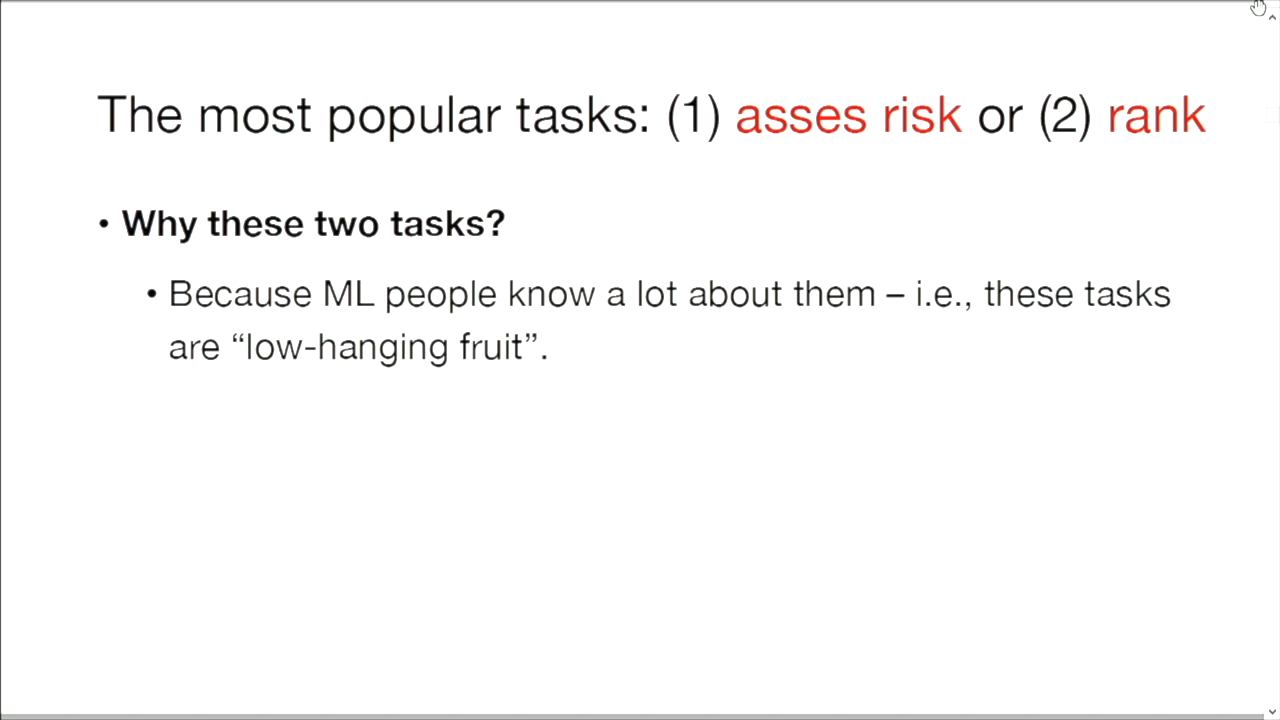 The most popular tasks: (1) asses risk or (2) rank
• Why these two tasks?
• Because ML people know a lot about them – i.e., these tasks
are “low-hanging fruit”.